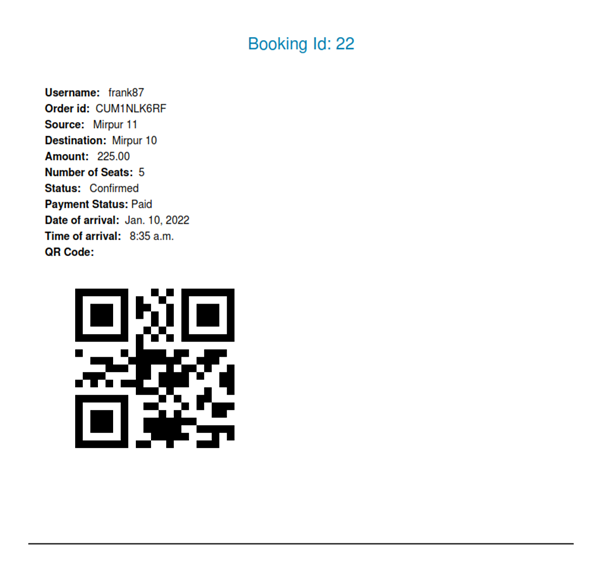 Booking Id: 22
Username: frank87
Order id: CUM1NLK6RF
Source: Mirpur 11
Destination: Mirpur 10
Amount: 225.00
Number of Seats: 5
Status: Confirmed
Payment Status: Paid
Date of arrival: Jan. 10, 2022
Time of arrival: 8:35 a.m.
QR Code: